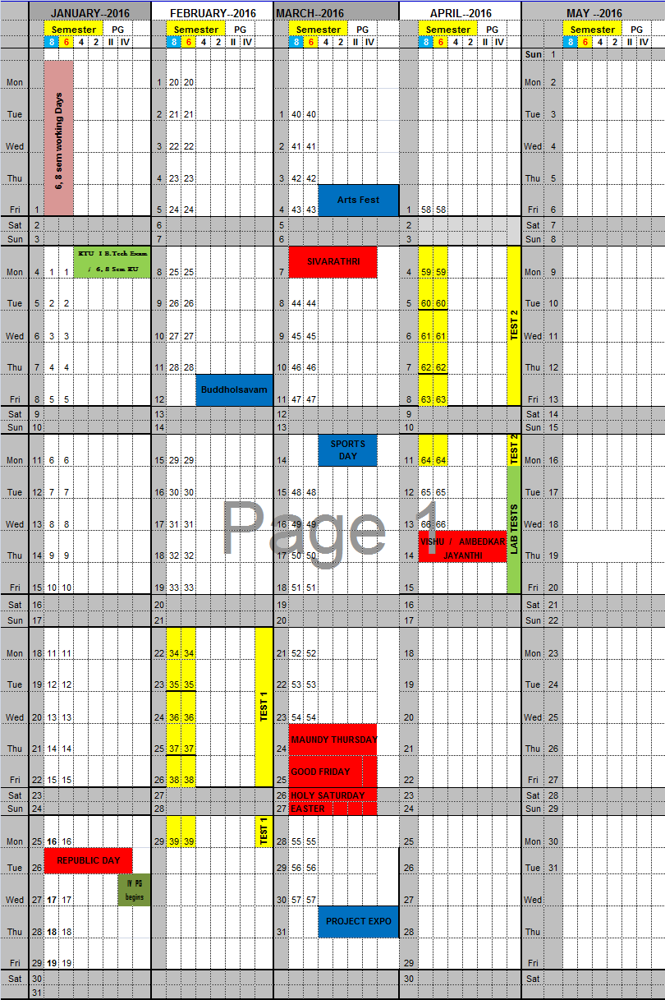 JANUARY--2016 FEBRUARY--2016 MARCH--2016 APRIL--2016 MAY --2016
Semester PG Semester PG Semester PG Semester PG Semester PG
8 6 4 2 II IV 8 6 4 2 II IV 8 6 4 2 II IV 8 6 4 2 II IV 8 6 4 2 II IV
Sun 1
6, 8 sem working Days
Mon 1 20 20 Mon 2
Tue 2 21 21 1 40 40 Tue 3
Wed 3 22 22 2 41 41 Wed 4
Thu 4 23 23 3 42 42 Thu 5
Arts Fest
Fri 1 5 24 24 4 43 43 1 58 58 Fri 6
Sat 2 6 5 2 Sat 7
Sun 3 7 6 3 Sun 8
KTU I B.Tech Exam
/ 6, 8 Sem KU
SIVARATHRI
Mon 4 1 1 8 25 25 7 4 59 59 Mon 9
Tue 5 2 2 9 26 26 8 44 44 5 60 60 Tue 10
TEST 2
Wed 6 3 3 10 27 27 9 45 45 6 61 61 Wed 11
Thu 7 4 4 11 28 28 10 46 46 7 62 62 Thu 12
Buddholsavam
Fri 8 5 5 12 11 47 47 8 63 63 Fri 13
Sat 9 13 12 9 Sat 14
Sun 10 14 13 10 Sun 15
SPORTS
DAY
TEST 2
Mon 11 6 6 15 29 29 14 11 64 64 Mon 16
Tue 12 7 7 16 30 30 15 48 48 12 65 65 Tue 17
Page 1
LAB TESTS
Wed 13 8 8 17 31 31 16 49 49 13 66 66 Wed 18
VISHU / AMBEDKAR
JAYANTHI
Thu 14 9 9 18 32 32 17 50 50 14 Thu 19
Fri 15 10 10 19 33 33 18 51 51 15 Fri 20
Sat 16 20 19 16 Sat 21
Sun 17 21 20 17 Sun 22
Mon 18 11 11 22 34 34 21 52 52 18 Mon 23
Tue 19 12 12 23 35 35 22 53 53 19 Tue 24
TEST 1
Wed 20 13 13 24 36 36 23 54 54 20 Wed 25
MAUNDY THURSDAY
Thu 21 14 14 25 37 37 24 21 Thu 26
GOOD FRIDAY
Fri 22 15 15 26 38 38 25 22 Fri 27
Sat 23 27 26 HOLY SATURDAY 23 Sat 28
Sun 24 28 27 EASTER 24 Sun 29
TEST 1
Mon 25 16 16 29 39 39 28 55 55 25 Mon 30
REPUBLIC DAY
Tue 26 29 56 56 26 Tue 31
IV PG
begins
Wed 27 17 17 30 57 57 27 Wed
PROJECT EXPO
Thu 28 18 18 31 28 Thu
Fri 29 19 19 29 Fri
Sat 30 30 Sat
31